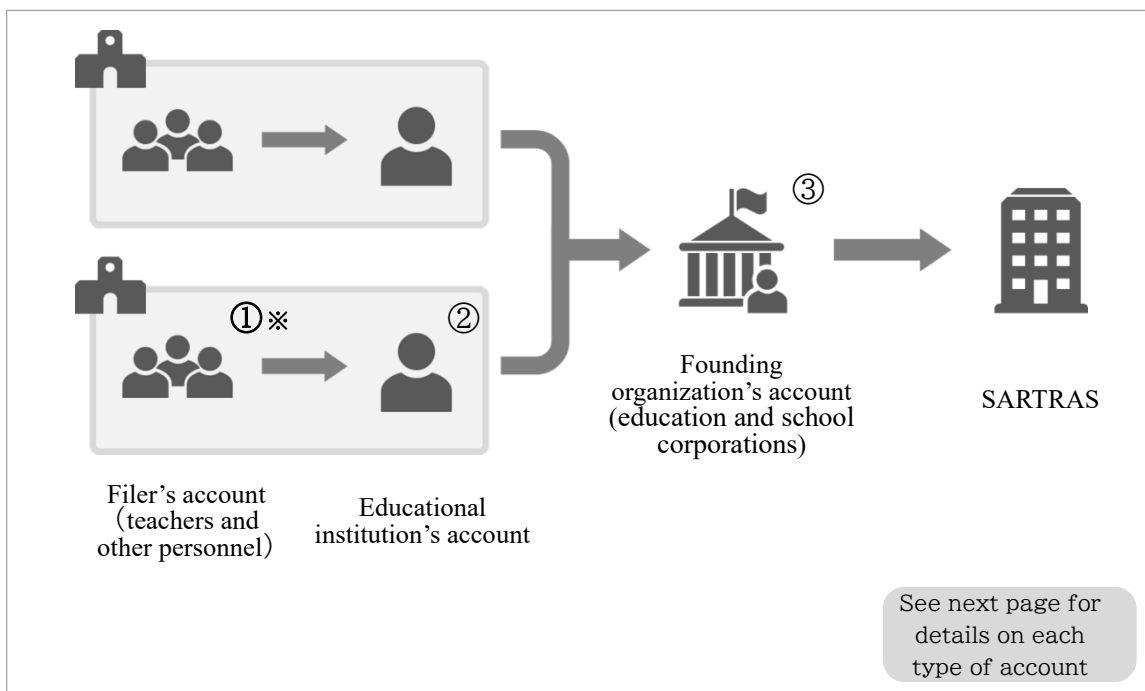 ③
①※
②
Founding
organization’s account
(education and school
corporations)
SARTRAS
Filer’s account
（teachers and
other personnel）
Educational
institution’s account
See next page for
details on each
type of account